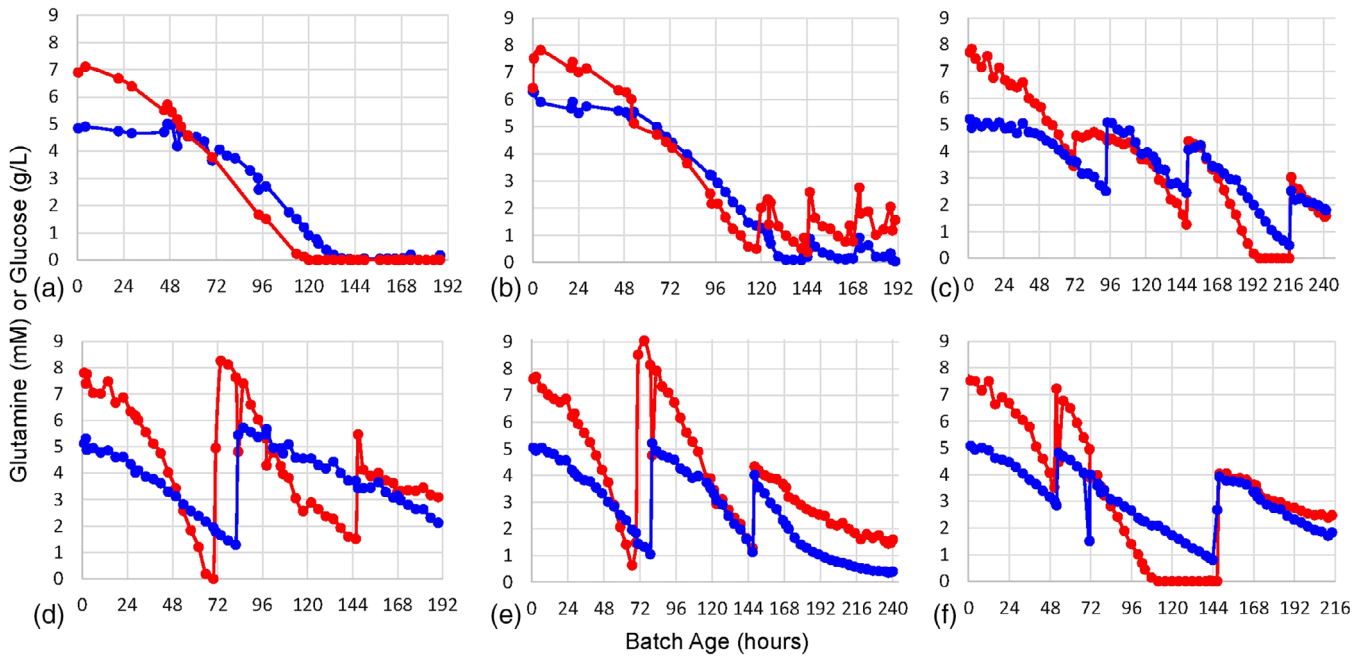 Glutamine (mM) or Glucose (g/L)
9 9 9
8 8 8
7 7 7
6 6 6
5 5 5
4 4 4
3 3 3
2 2 2
1 1 1
0 0 0
(a) 0 24 48 72 96 120 144 168 192
(b) 0 24 48 72 96 120 144 168 192
(c) 0 24 48 72 96 120 144 168 192 216 240
9 9 9
8 8 8
7 7 7
6 6 6
5 5 5
4 4 4
3 3 3
2 2 2
1 1 1
0 0 0
(d) 0 24 48 72 96 120 144 168 192
(e) 0 24 48 72 96 120 144 168 192 216 240
(f) 0 24 48 72 96 120 144 168 192 216
Batch Age (hours)